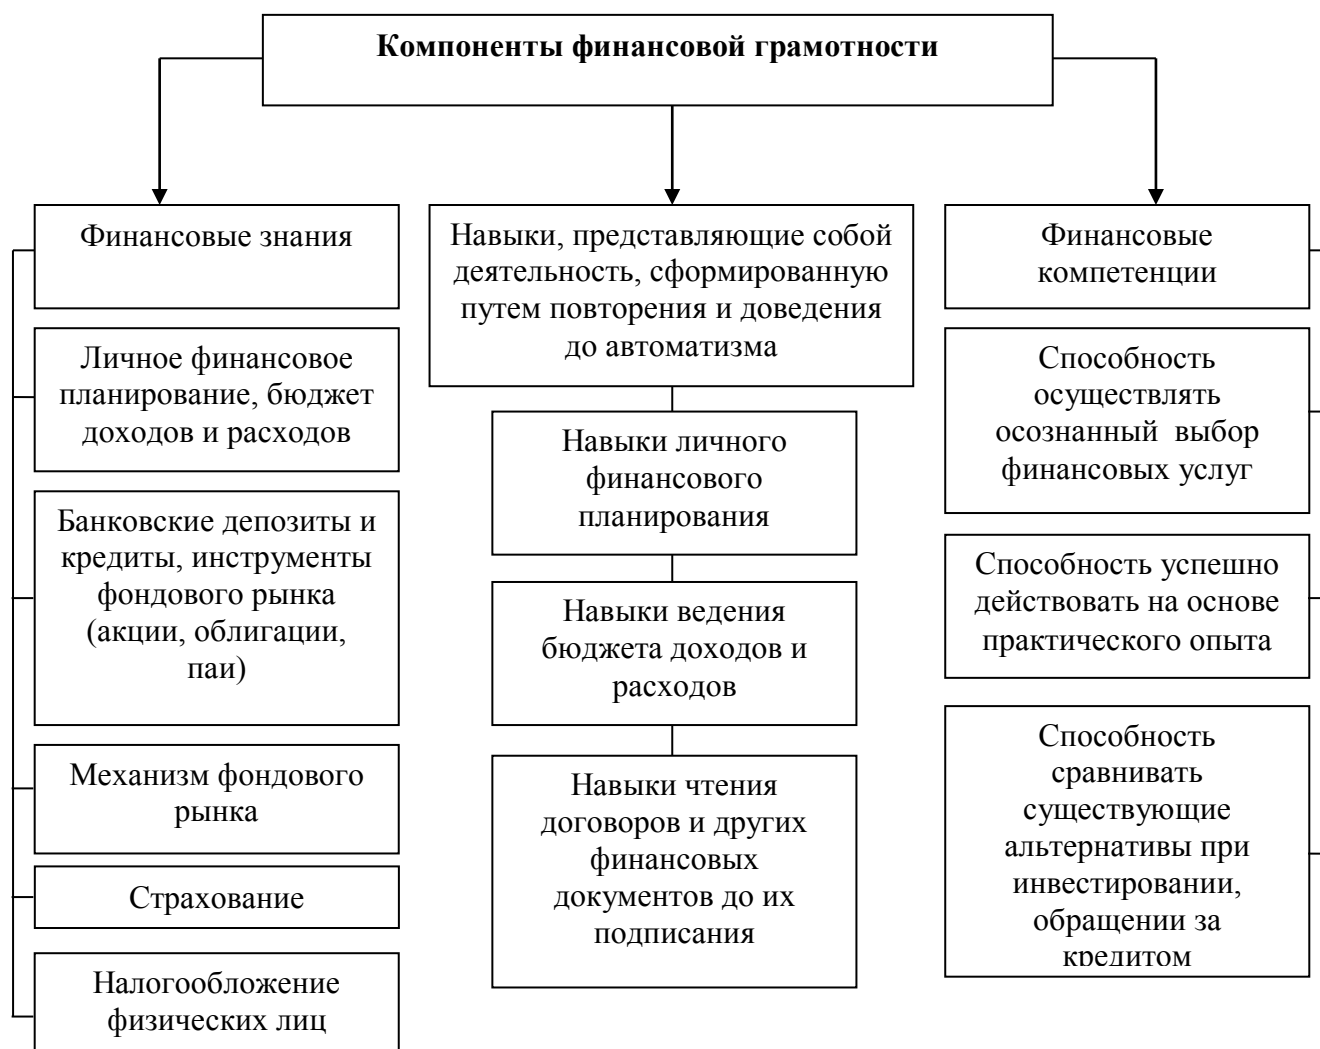 Компоненты финансовой грамотности
Финансовые знания
Личное финансовое
планирование, бюджет
доходов и расходов
Банковские депозиты и
кредиты, инструменты
фондового рынка
(акции, облигации,
паи)
Механизм фондового
рынка
Страхование
Налогообложение
физических лиц
Навыки, представляющие собой
деятельность, сформированную
путем повторения и доведения
до автоматизма
Навыки личного
финансового
планирования
Навыки ведения
бюджета доходов и
расходов
Навыки чтения
договоров и других
финансовых
документов до их
подписания
Финансовые
компетенции
Способность
осуществлять
осознанный выбор
финансовых услуг
Способность успешно
действовать на основе
практического опыта
Способность
сравнивать
существующие
альтернативы при
инвестировании,
обращении за
кредитом